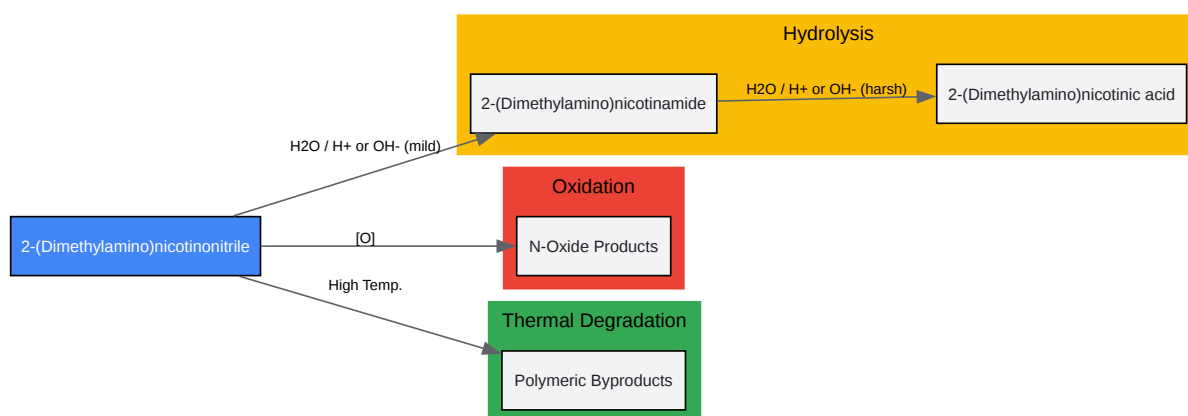 Hydrolysis
2-(Dimethylamino)nicotinamide
H2O / H+ or OH- (harsh)
2-(Dimethylamino)nicotinic acid
H2O / H+ or OH- (mild)
Oxidation
2-(Dimethylamino)nicotinonitrile
[O]
N-Oxide Products
High Temp.
Thermal Degradation
Polymeric Byproducts